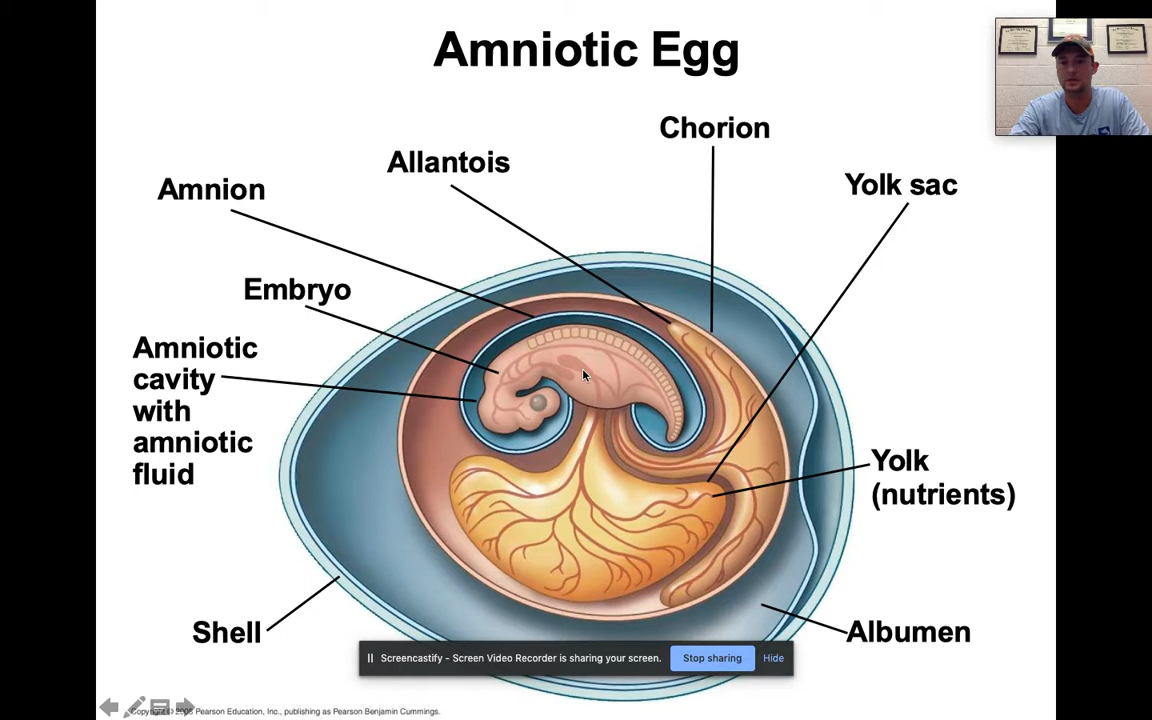 Amniotic Egg
Chorion
Allantois
Yolk sac
Amnion
Embryo
Amniotic
cavity
with
amniotic
fluid
Yolk
(nutrients)
Shell
Albumen
Screencastify - Screen Video Recorder is sharing your screen.
Stop sharing
Hide
Copyright © 2005 Pearson Education, Inc., publishing as Pearson Benjamin Cummings.